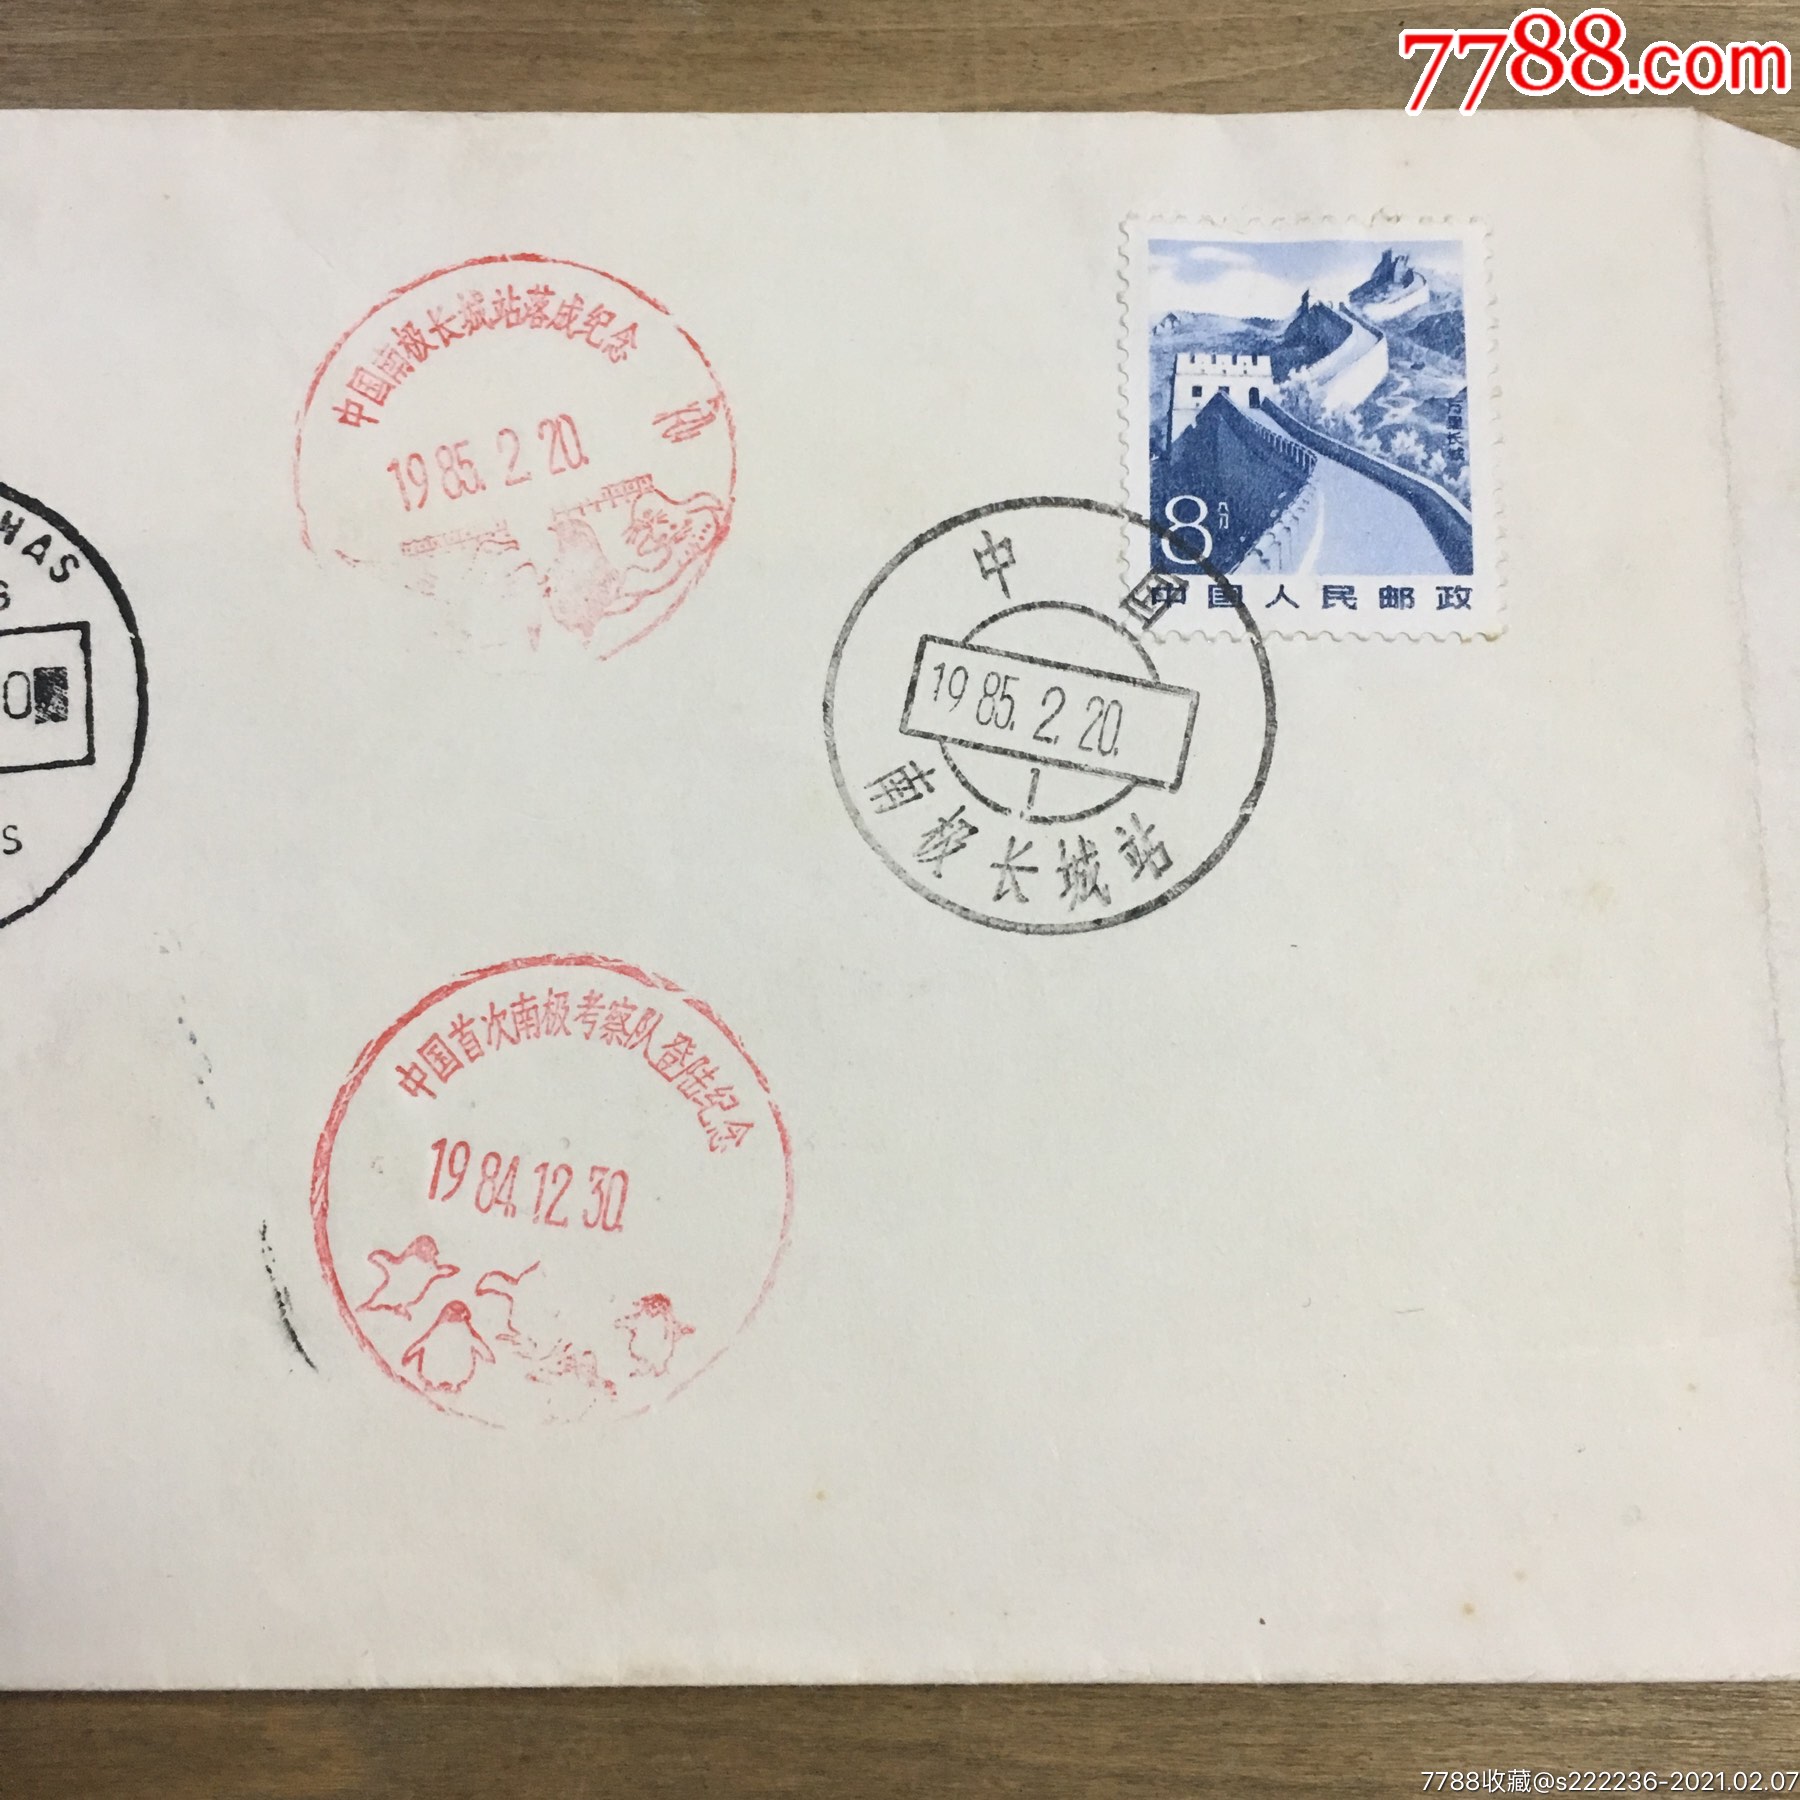 7788.com
中国南极长城站落成纪念
1985.2.20.
万里长城
8分
中国人民邮政
中国
1985.2.20.
1
南极长城站
HAS
S
0
S
中国首次南极考察队登陆纪念
1984.12.30.
7788收藏@s222236-2021.02.07